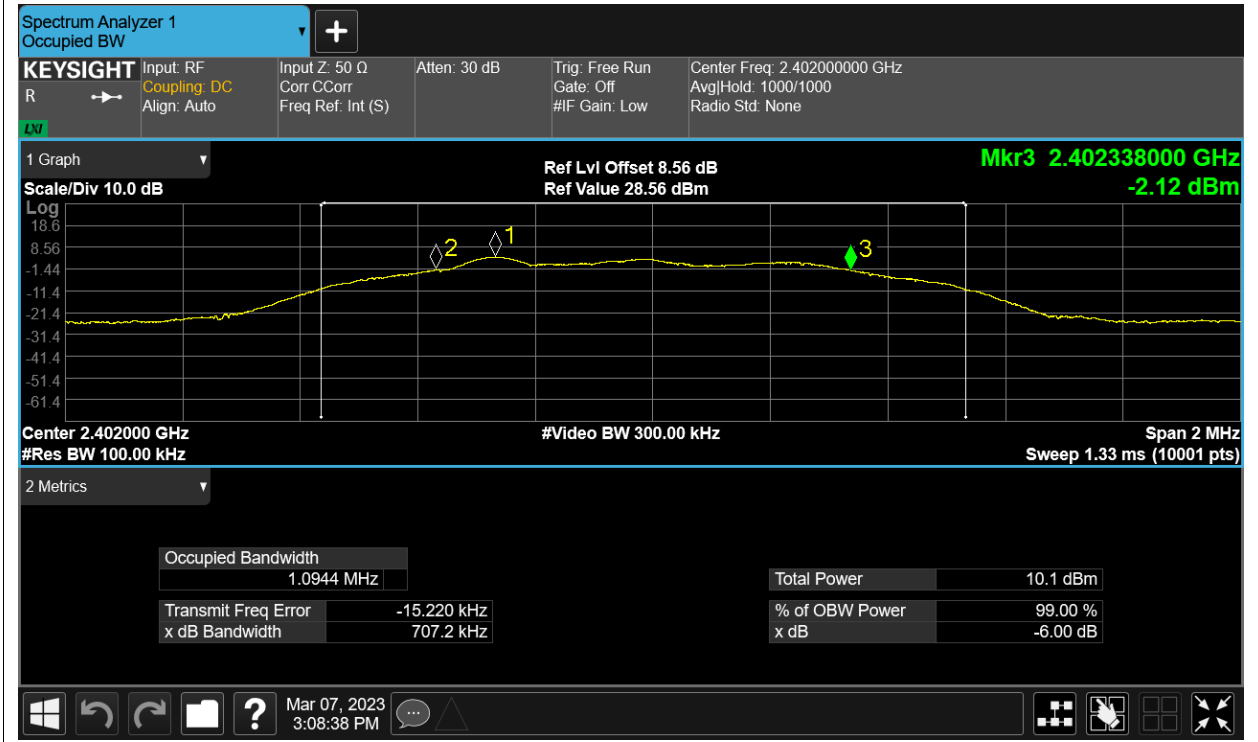 Spectrum Analyzer 1
Occupied BW
KEYSIGHT
R
LXI
Input: RF
Coupling: DC
Align: Auto
Input Z: 50 Ω
Corr CCorr
Freq Ref: Int (S)
Atten: 30 dB
Trig: Free Run
Gate: Off
#IF Gain: Low
Center Freq: 2.402000000 GHz
Avg|Hold: 1000/1000
Radio Std: None
1 Graph
Scale/Div 10.0 dB
Ref Lvl Offset 8.56 dB
Ref Value 28.56 dBm
Mkr3 2.402338000 GHz
-2.12 dBm
Log
18.6
8.56
-1.44
-11.4
-21.4
-31.4
-41.4
-51.4
-61.4
2
1
3
Center 2.402000 GHz
#Video BW 300.00 kHz
Span 2 MHz
#Res BW 100.00 kHz
Sweep 1.33 ms (10001 pts)
2 Metrics
Occupied Bandwidth
1.0944 MHz
Total Power 10.1 dBm
Transmit Freq Error -15.220 kHz
% of OBW Power 99.00 %
x dB Bandwidth 707.2 kHz
x dB -6.00 dB
?
Mar 07, 2023
3:08:38 PM